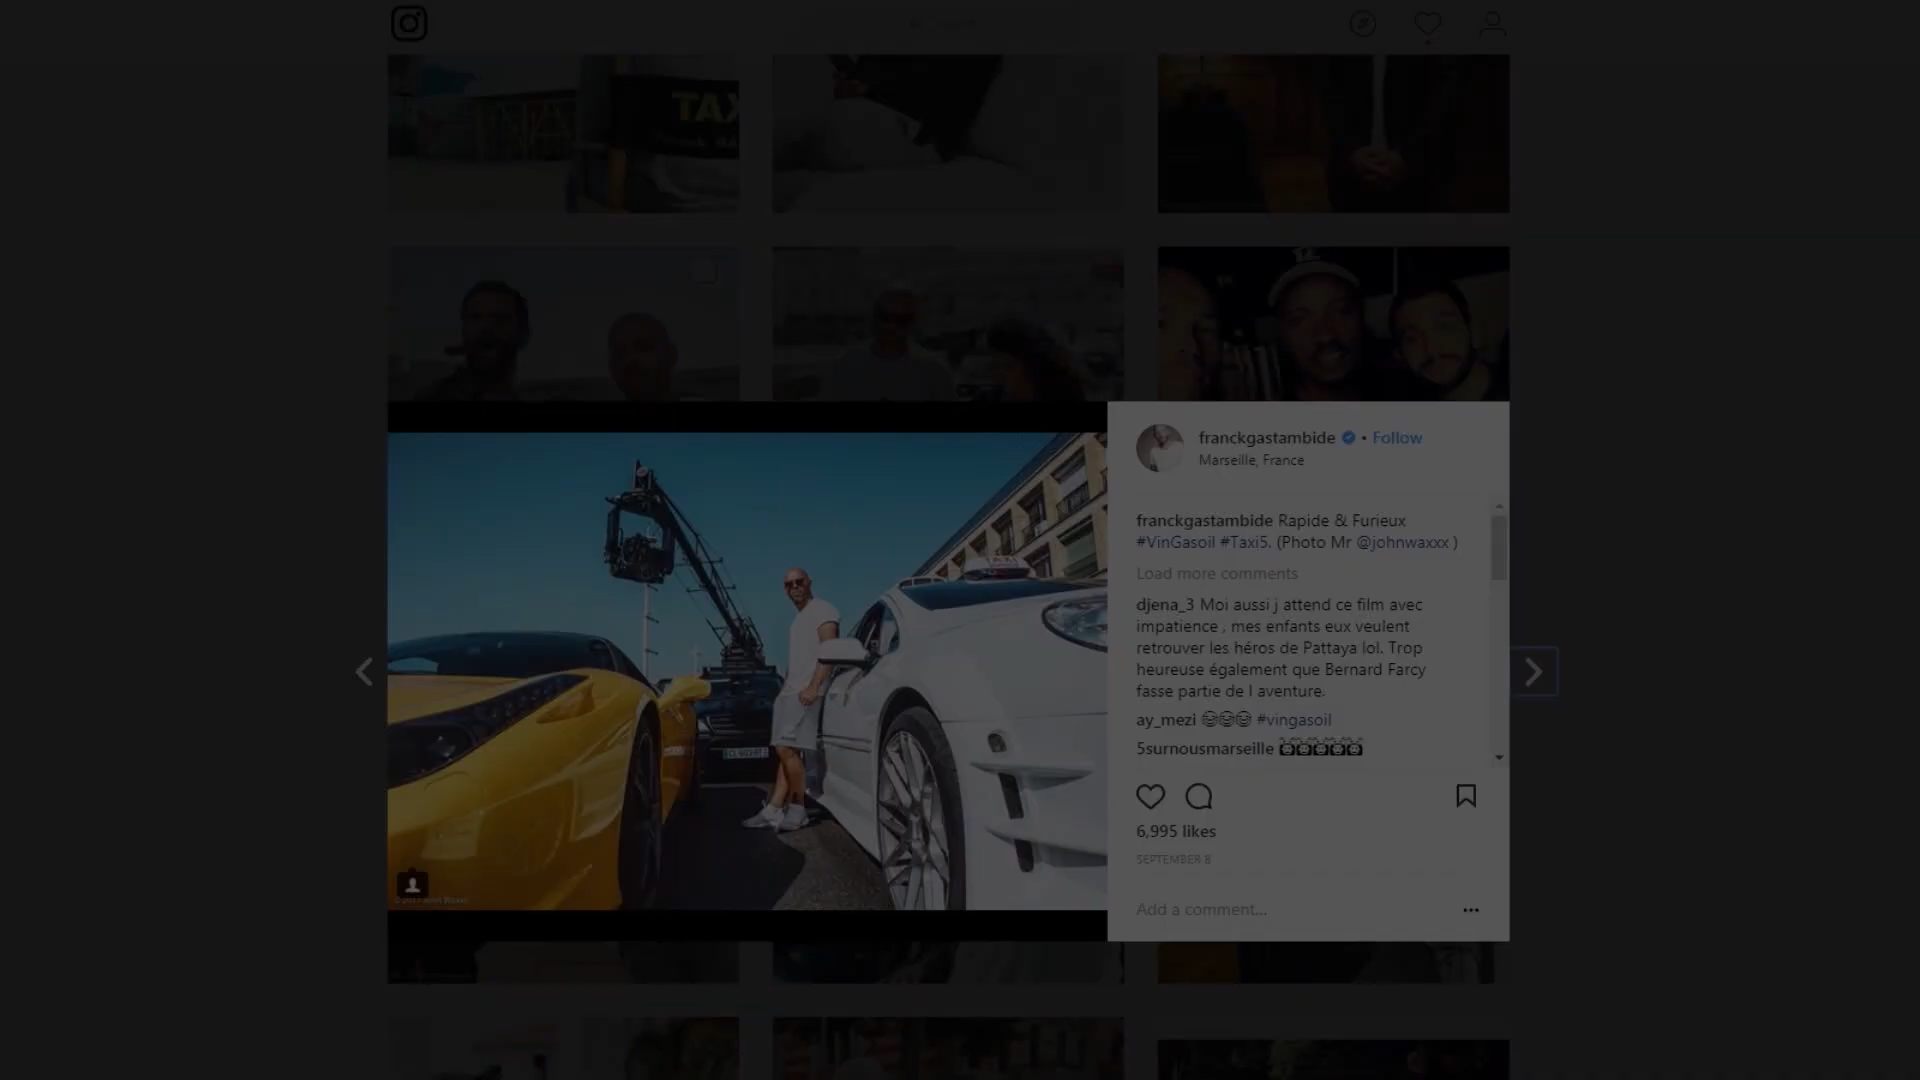 TAX
franckgastambide • Follow
Marseille, France
franckgastambide Rapide & Furieux
#VinGasoil #Taxi5. (Photo Mr @johnwaxxx )
Load more comments
djena_3 Moi aussi j attend ce film avec
impatience , mes enfants eux veulent
retrouver les héros de Pattaya lol. Trop
heureuse également que Bernard Farcy
fasse partie de l aventure.
ay_mezi #vingasoil
5surnousmarseille
6,995 likes
SEPTEMBER 8
Add a comment...